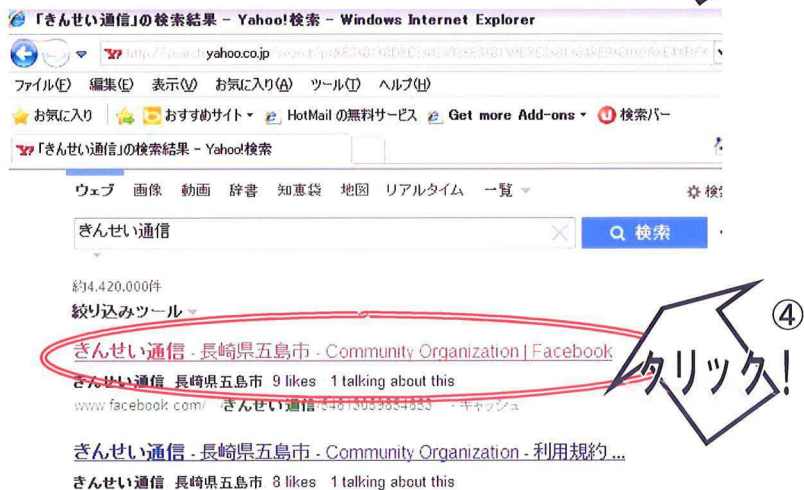 「きんせい通信」の検索結果 - Yahoo!検索 - Windows Internet Explorer
yahoo.co.jp
ファイル(F) 編集(E) 表示(V) お気に入り(A) ツール(T) ヘルプ(H)
お気に入り おすすめサイト HotMail の無料サービス Get more Add-ons 検索バー
「きんせい通信」の検索結果 - Yahoo!検索
ウェブ 画像 動画 辞書 知恵袋 地図 リアルタイム 一覧
きんせい通信 検索
約4,420,000件
絞り込みツール
④
きんせい通信 - 長崎県五島市 - Community Organization | Facebook
クリック!
きんせい通信 長崎県五島市 9 likes 1 talking about this
www.facebook.com/ きんせい通信 - キャッシュ
きんせい通信 - 長崎県五島市 - Community Organization - 利用規約 ...
きんせい通信 長崎県五島市 8 likes 1 talking about this